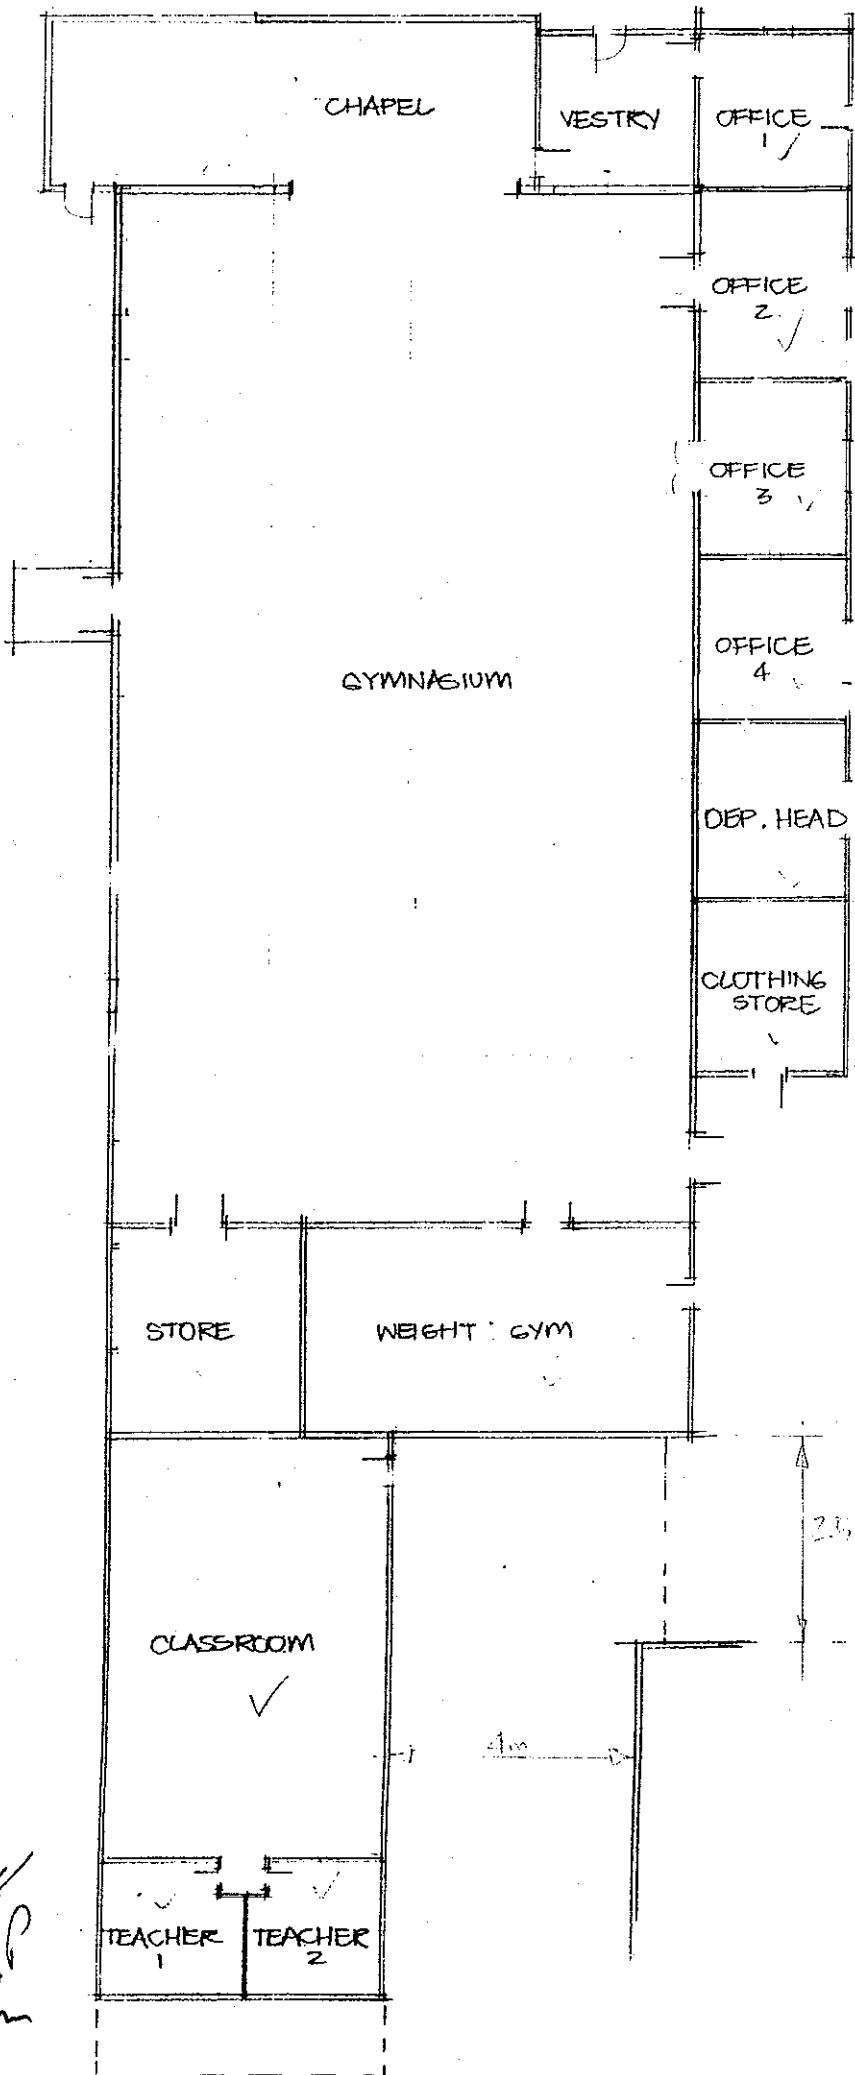 CHAPEL
VESTRY
OFFICE
1
OFFICE
2
OFFICE
3
OFFICE
4
GYMNASIUM
DEP. HEAD
CLOTHING
STORE
STORE
WEIGHT GYM
CLASSROOM
4m
TEACHER
1
TEACHER
2